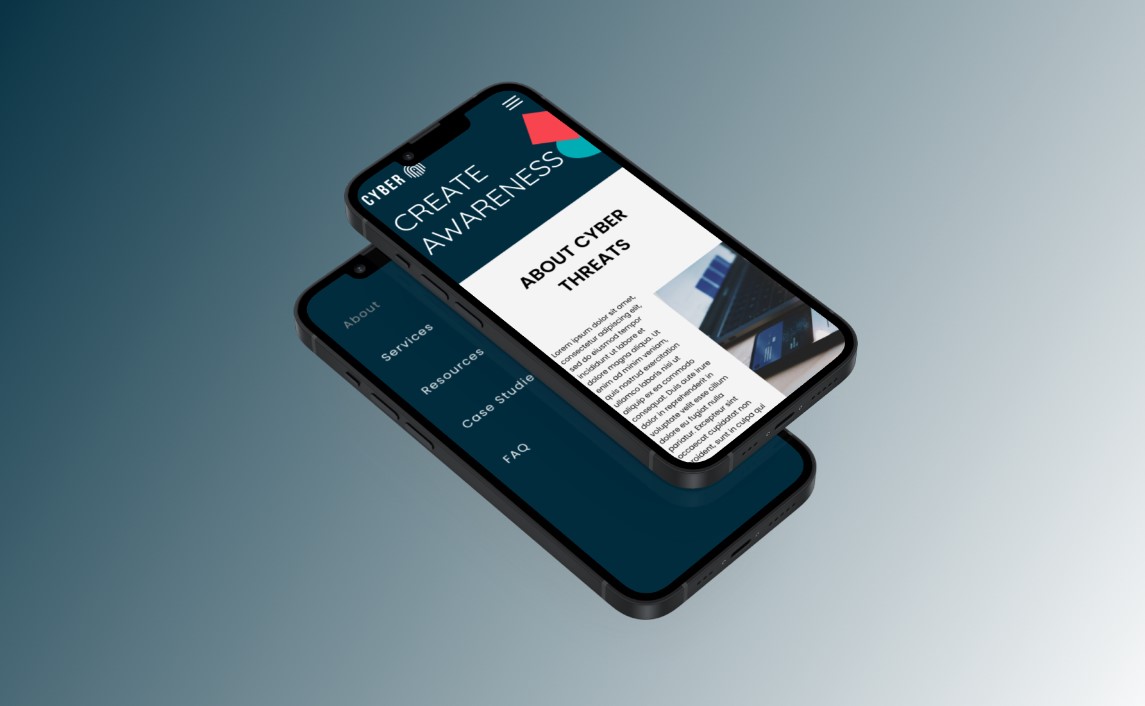 CYBER
CREATE
AWARENESS
ABOUT CYBER
THREATS
Lorem ipsum dolor sit amet,
consectetur adipiscing elit,
sed do eiusmod tempor
incididunt ut labore et
dolore magna aliqua. Ut
enim ad minim veniam,
quis nostrud exercitation
ullamco laboris nisi ut
aliquip ex ea commodo
consequat. Duis aute irure
dolor in reprehenderit in
voluptate velit esse cillum
dolore eu fugiat nulla
pariatur. Excepteur sint
occaecat cupidatat non
roident, sunt in culpa qui
About
Services
Resources
Case Studie
FAQ